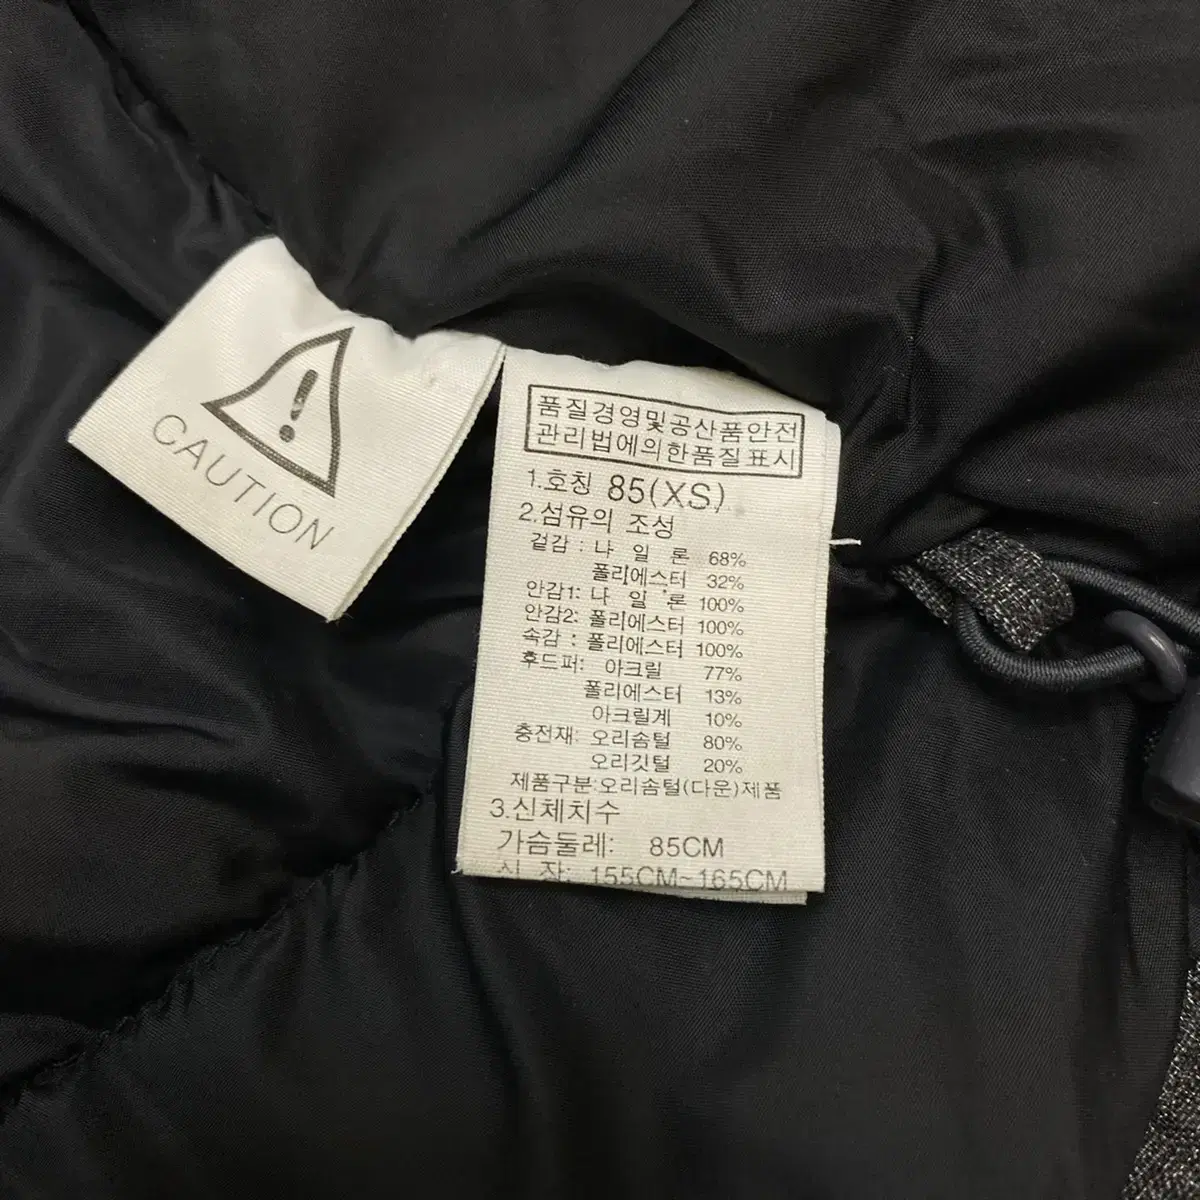 CAUTION
품질경영및공산품안전
관리법에의한품질표시
1.호칭 85(XS)
2.섬유의 조성
겉감 : 나 일 론 68%
폴리에스터 32%
안감1: 나 일 론 100%
안감2: 폴리에스터 100%
속감 : 폴리에스터 100%
후드퍼: 아크릴 77%
폴리에스터 13%
아크릴계 10%
충전재: 오리솜털 80%
오리깃털 20%
제품구분:오리솜털(다운)제품
3.신체치수
가슴둘레: 85CM
신 장: 155CM~165CM